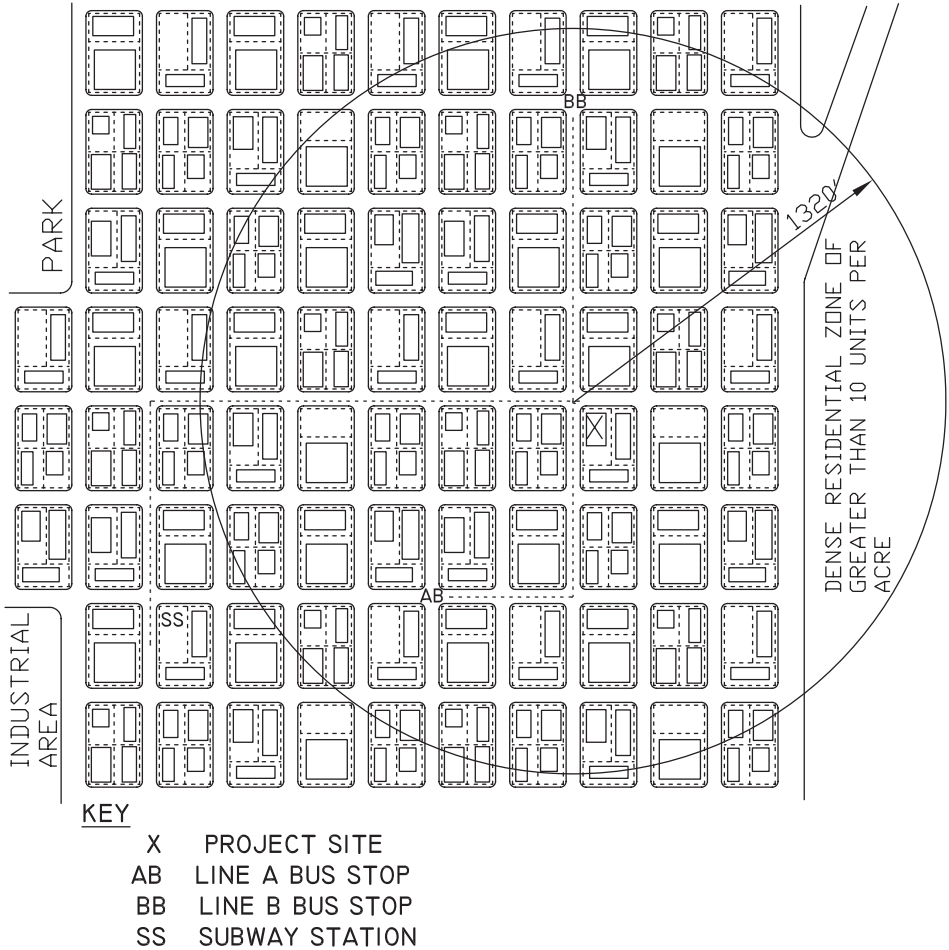 BB
PARK
1320'
DENSE RESIDENTIAL ZONE OF
GREATER THAN 10 UNITS PER
ACRE
X
AB
SS
INDUSTRIAL
AREA
KEY
X PROJECT SITE
AB LINE A BUS STOP
BB LINE B BUS STOP
SS SUBWAY STATION